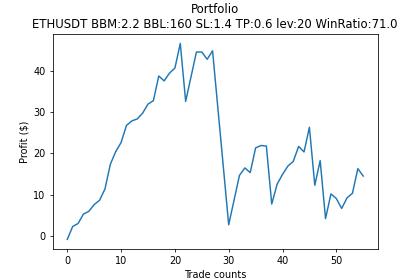 Portfolio
ETHUSDT BBM:2.2 BBL:160 SL:1.4 TP:0.6 lev:20 WinRatio:71.0
40
30
20
10
0
Profit ($)
0 10 20 30 40 50
Trade counts